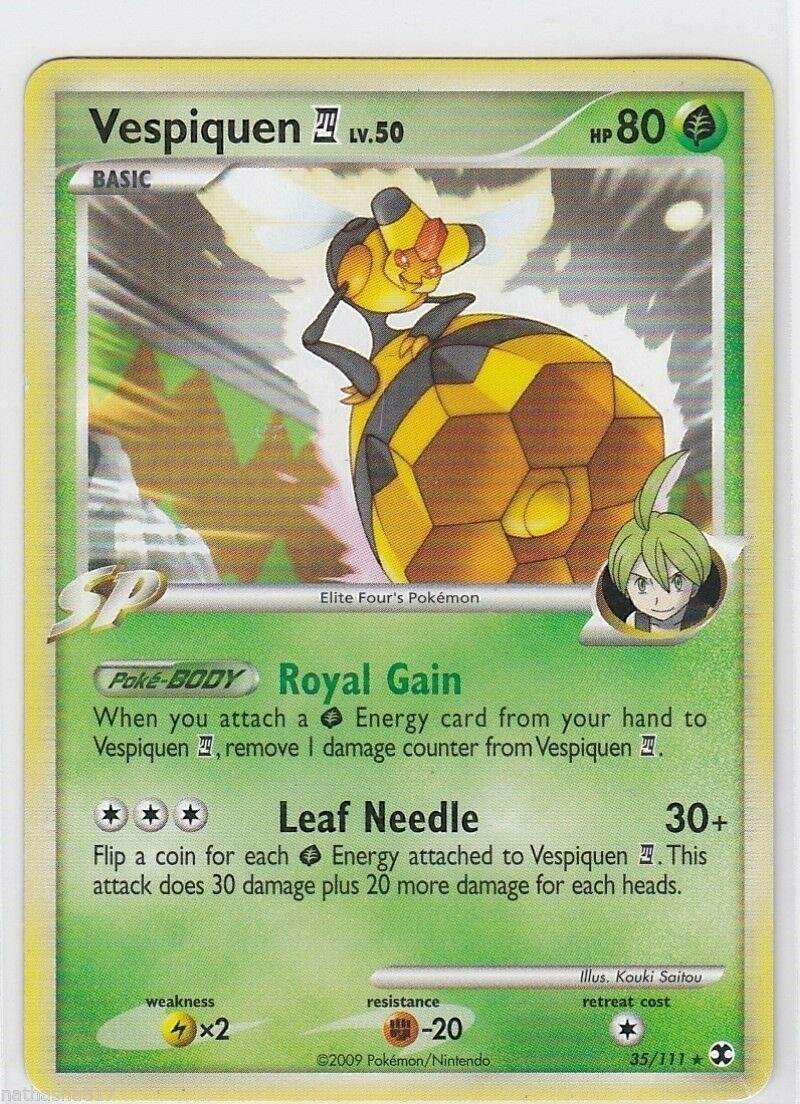 Vespiquen 四 LV.50 HP 80
BASIC
SP
Elite Four's Pokémon
Poké-BODY Royal Gain
When you attach a Energy card from your hand to
Vespiquen 四, remove 1 damage counter from Vespiquen 四.
Leaf Needle 30+
Flip a coin for each Energy attached to Vespiquen 四. This
attack does 30 damage plus 20 more damage for each heads.
Illus. Kouki Saitou
weakness resistance retreat cost
×2 -20
©2009 Pokémon/Nintendo 35/111 ★